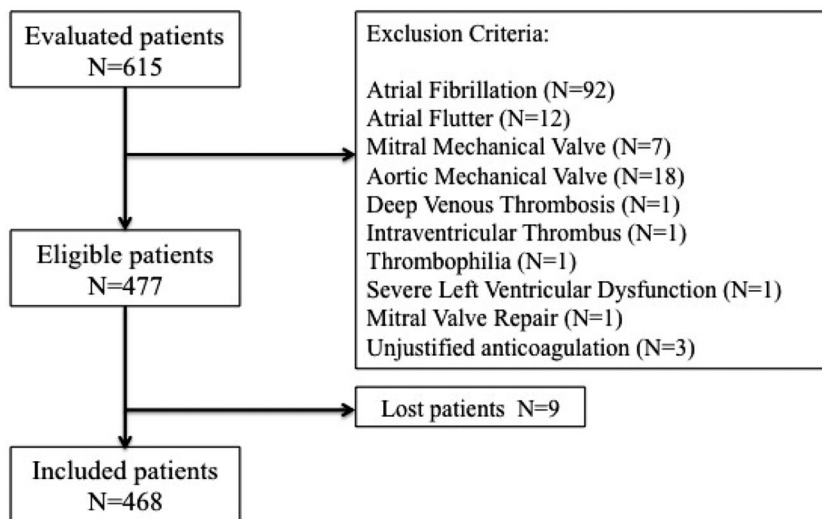 Evaluated patients
N=615
Exclusion Criteria:
Atrial Fibrillation (N=92)
Atrial Flutter (N=12)
Mitral Mechanical Valve (N=7)
Aortic Mechanical Valve (N=18)
Deep Venous Thrombosis (N=1)
Intraventricular Thrombus (N=1)
Thrombophilia (N=1)
Severe Left Ventricular Dysfunction (N=1)
Mitral Valve Repair (N=1)
Unjustified anticoagulation (N=3)
Eligible patients
N=477
Lost patients  N=9
Included patients
N=468